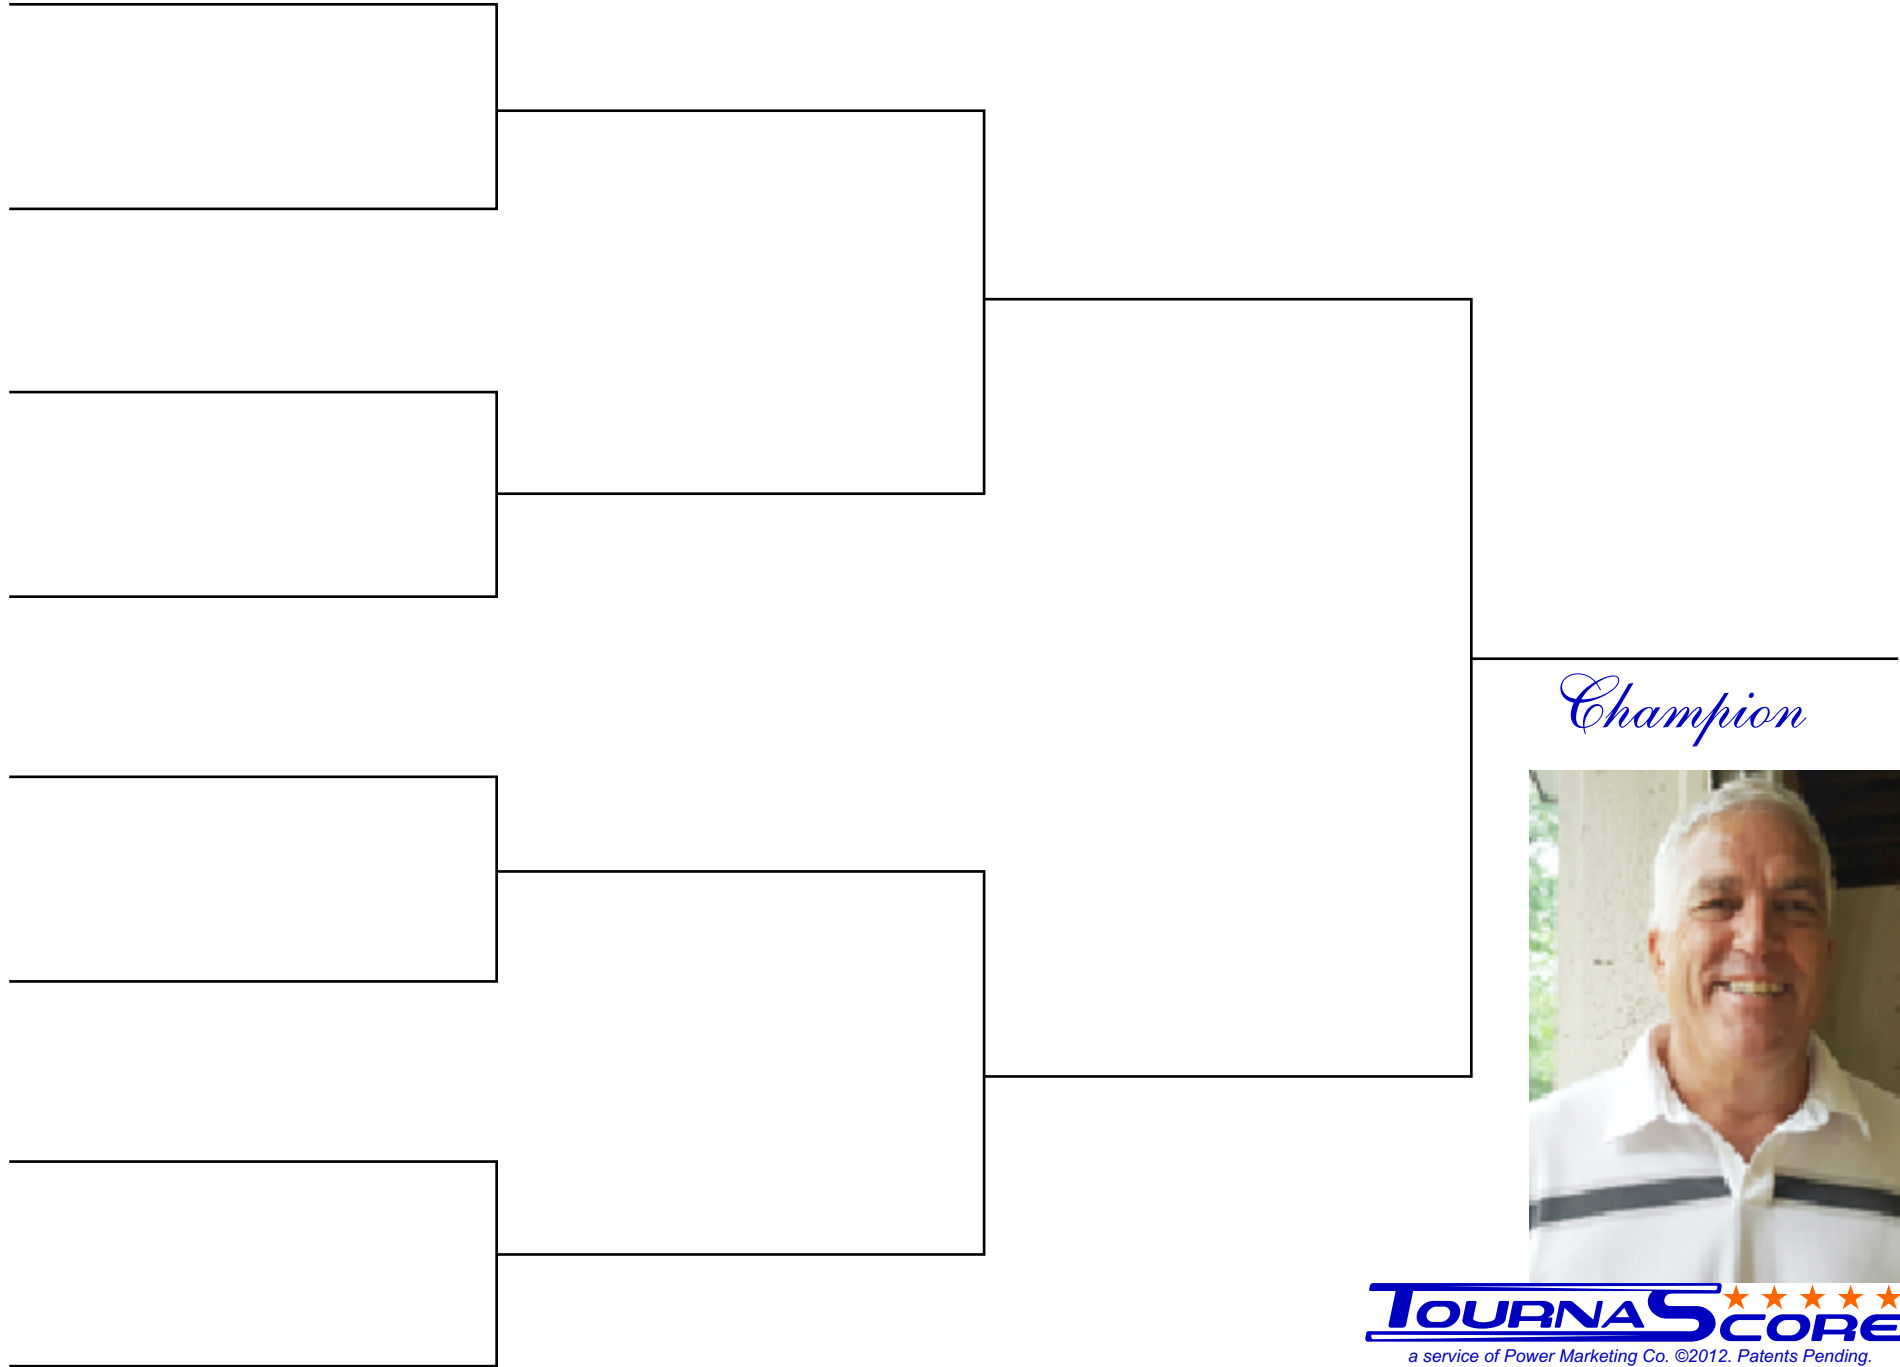 Champion
TOURNASCORE
a service of Power Marketing Co. ©2012. Patents Pending.